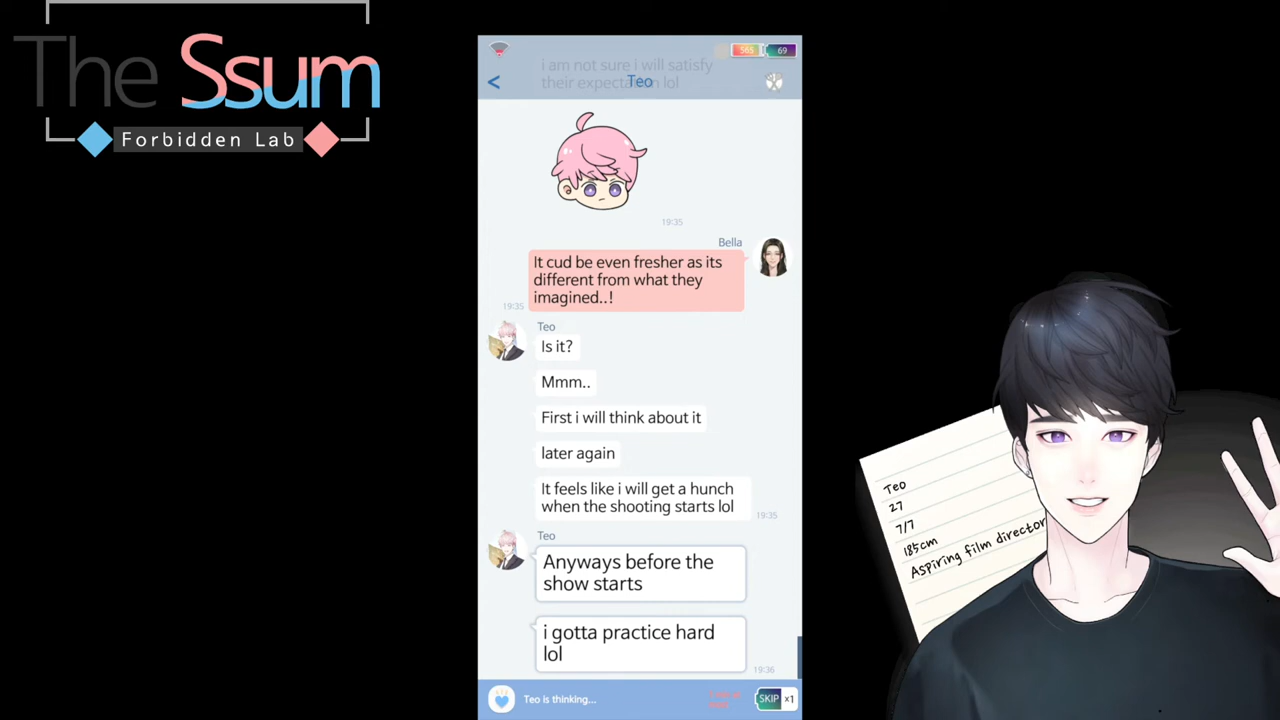 The Ssum
Forbidden Lab
565
69
i am not sure i will satisfy
their expectation lol
<
Teo
19:35
Bella
It cud be even fresher as its
different from what they
imagined..!
19:35
Teo
Is it?
Mmm..
First i will think about it
later again
It feels like i will get a hunch
when the shooting starts lol
19:35
Teo
Anyways before the
show starts
i gotta practice hard
lol
19:36
Teo is thinking...
SKIP x1
Teo
27
7/7
185cm
Aspiring film director